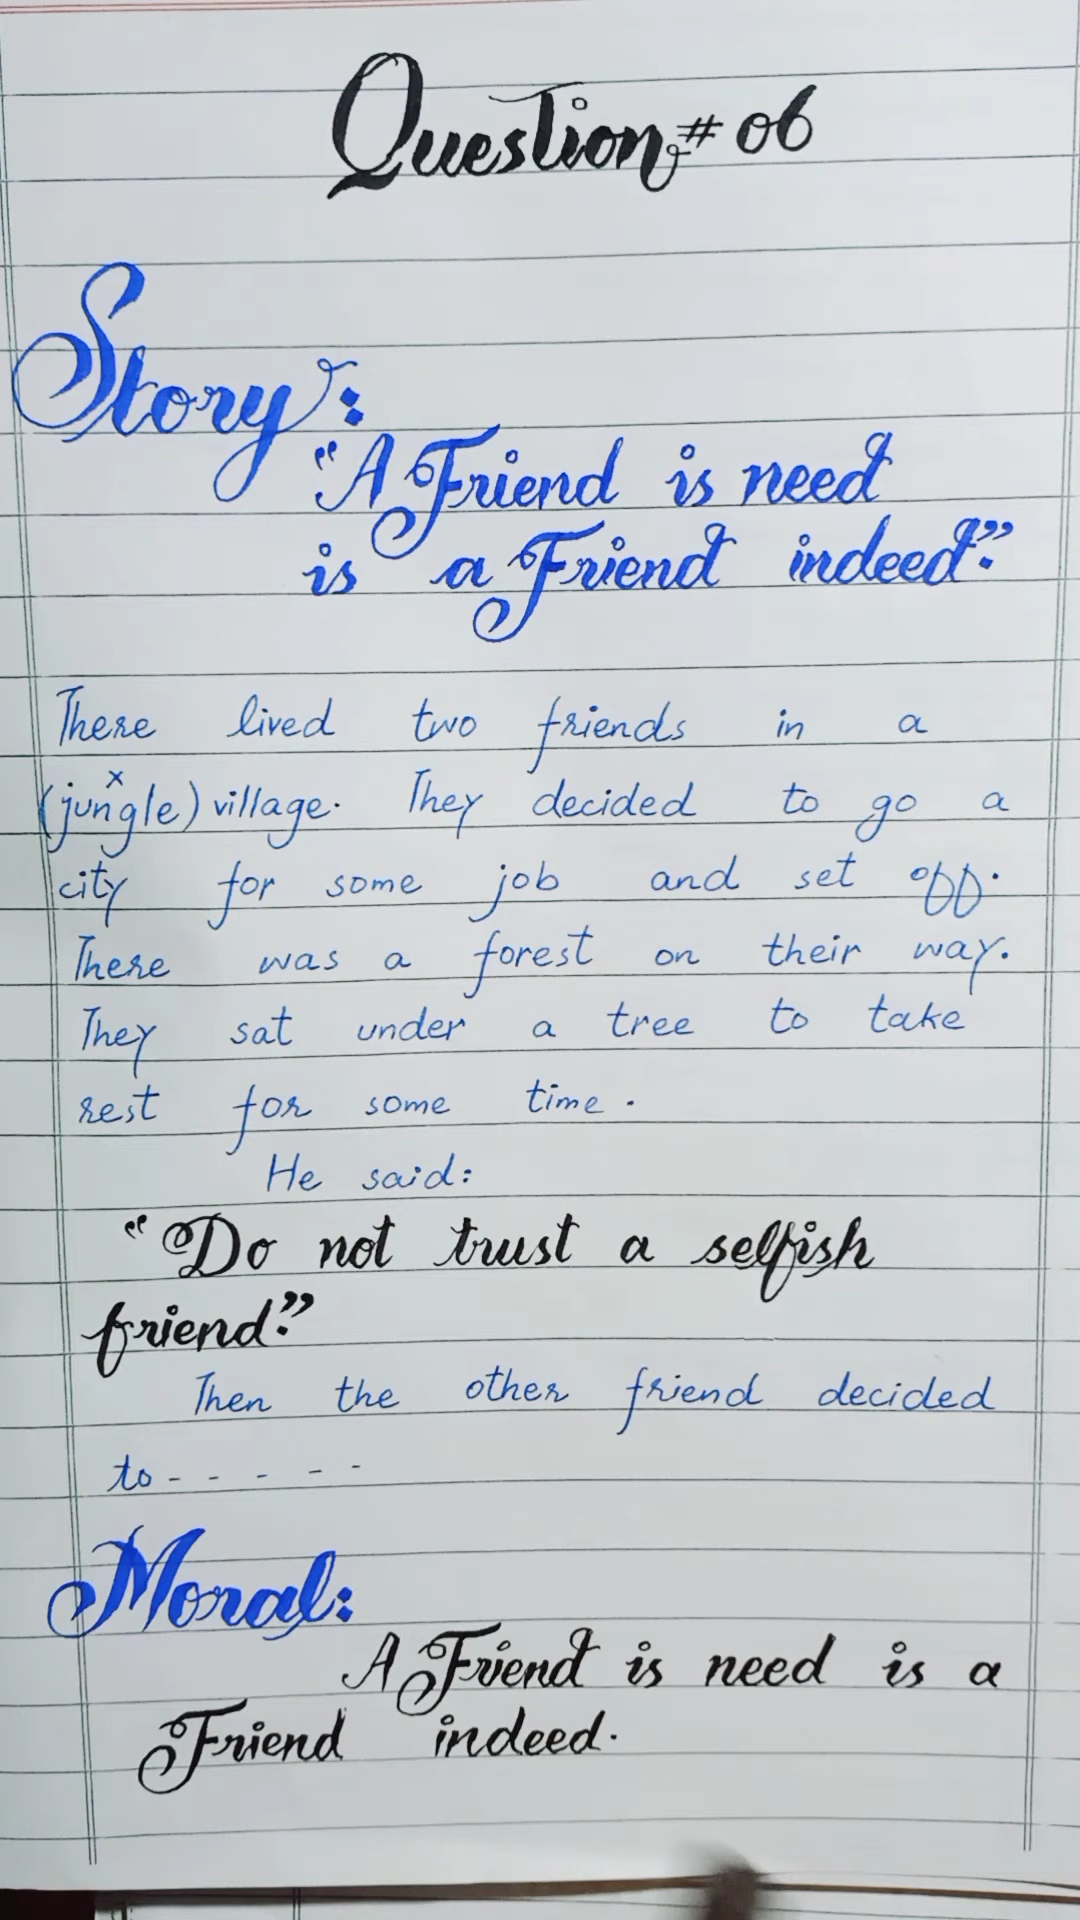 Question # 06
Story:
"A Friend is need
is a Friend indeed."
There lived two friends in a
(jungle) village. They decided to go a
city for some job and set off.
There was a forest on their way.
They sat under a tree to take
rest for some time.
He said:
"Do not trust a selfish
friend."
Then the other friend decided
to - - - - -
Moral:
A Friend is need is a
Friend indeed.